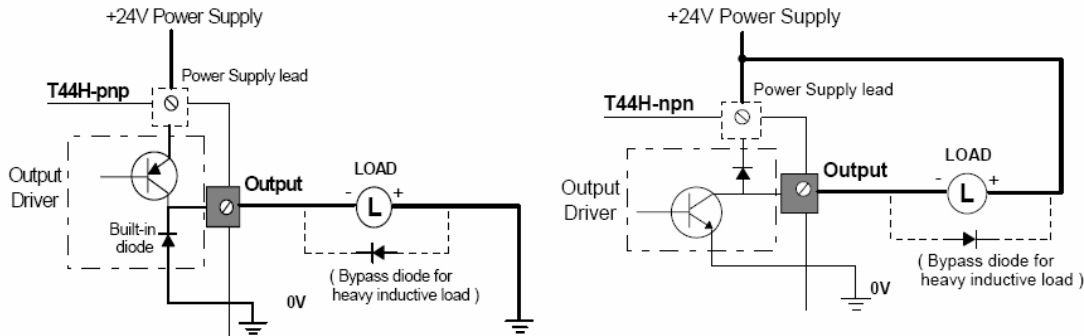 +24V Power Supply
Power Supply lead
T44H-pnp
Output
Driver
Built-in
diode
Output
LOAD
- +
L
( Bypass diode for
heavy inductive load )
0V
+24V Power Supply
Power Supply lead
T44H-npn
Output
Driver
Output
LOAD
- +
L
( Bypass diode for
heavy inductive load )
0V